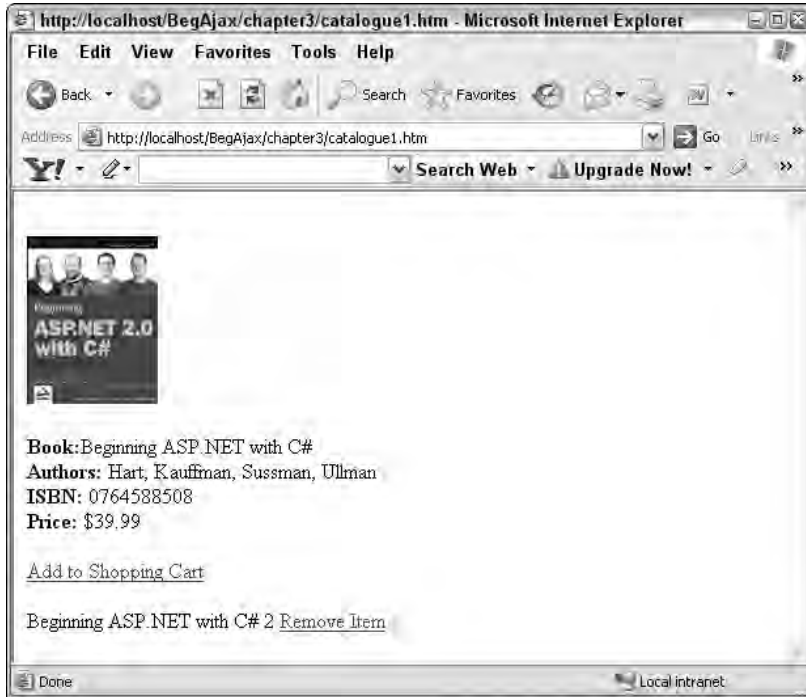 http://localhost/BegAjax/chapter3/catalogue1.htm - Microsoft Internet Explorer
File Edit View Favorites Tools Help
Back Search Favorites »
Address http://localhost/BegAjax/chapter3/catalogue1.htm Go Links »
Y! Search Web Upgrade Now! »
Beginning
ASP.NET 2.0
with C#
Book:Beginning ASP.NET with C#
Authors: Hart, Kauffman, Sussman, Ullman
ISBN: 0764588508
Price: $39.99
Add to Shopping Cart
Beginning ASP.NET with C# 2 Remove Item
Done Local intranet